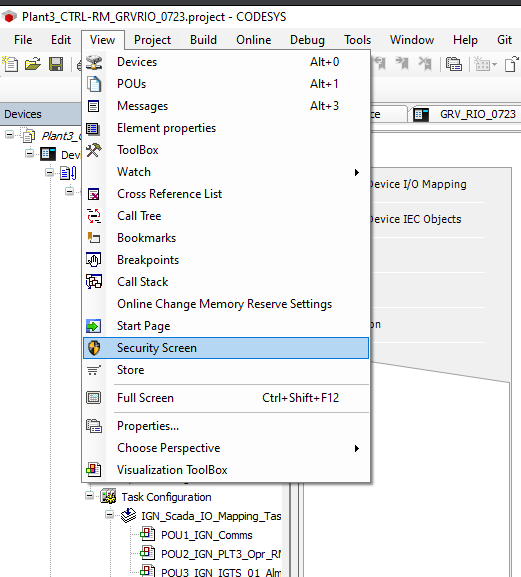 Plant3_CTRL-RM_GRVRIO_0723.project - CODESYS
File Edit View Project Build Online Debug Tools Window Help Git
Devices Alt+0
POUs Alt+1
Messages Alt+3
Element properties
ToolBox
Watch
Cross Reference List
Call Tree
Bookmarks
Breakpoints
Call Stack
Online Change Memory Reserve Settings
Start Page
Security Screen
Store
Full Screen Ctrl+Shift+F12
Properties...
Choose Perspective
Visualization ToolBox
Devices
Plant3_
Dev
GRV_RIO_0723
Device I/O Mapping
Device IEC Objects
Task Configuration
IGN_Scada_IO_Mapping_Tas
POU1_IGN_Comms
POU2_IGN_PLT3_Opr_R
POU3_IGN_IGTS_01_Alm